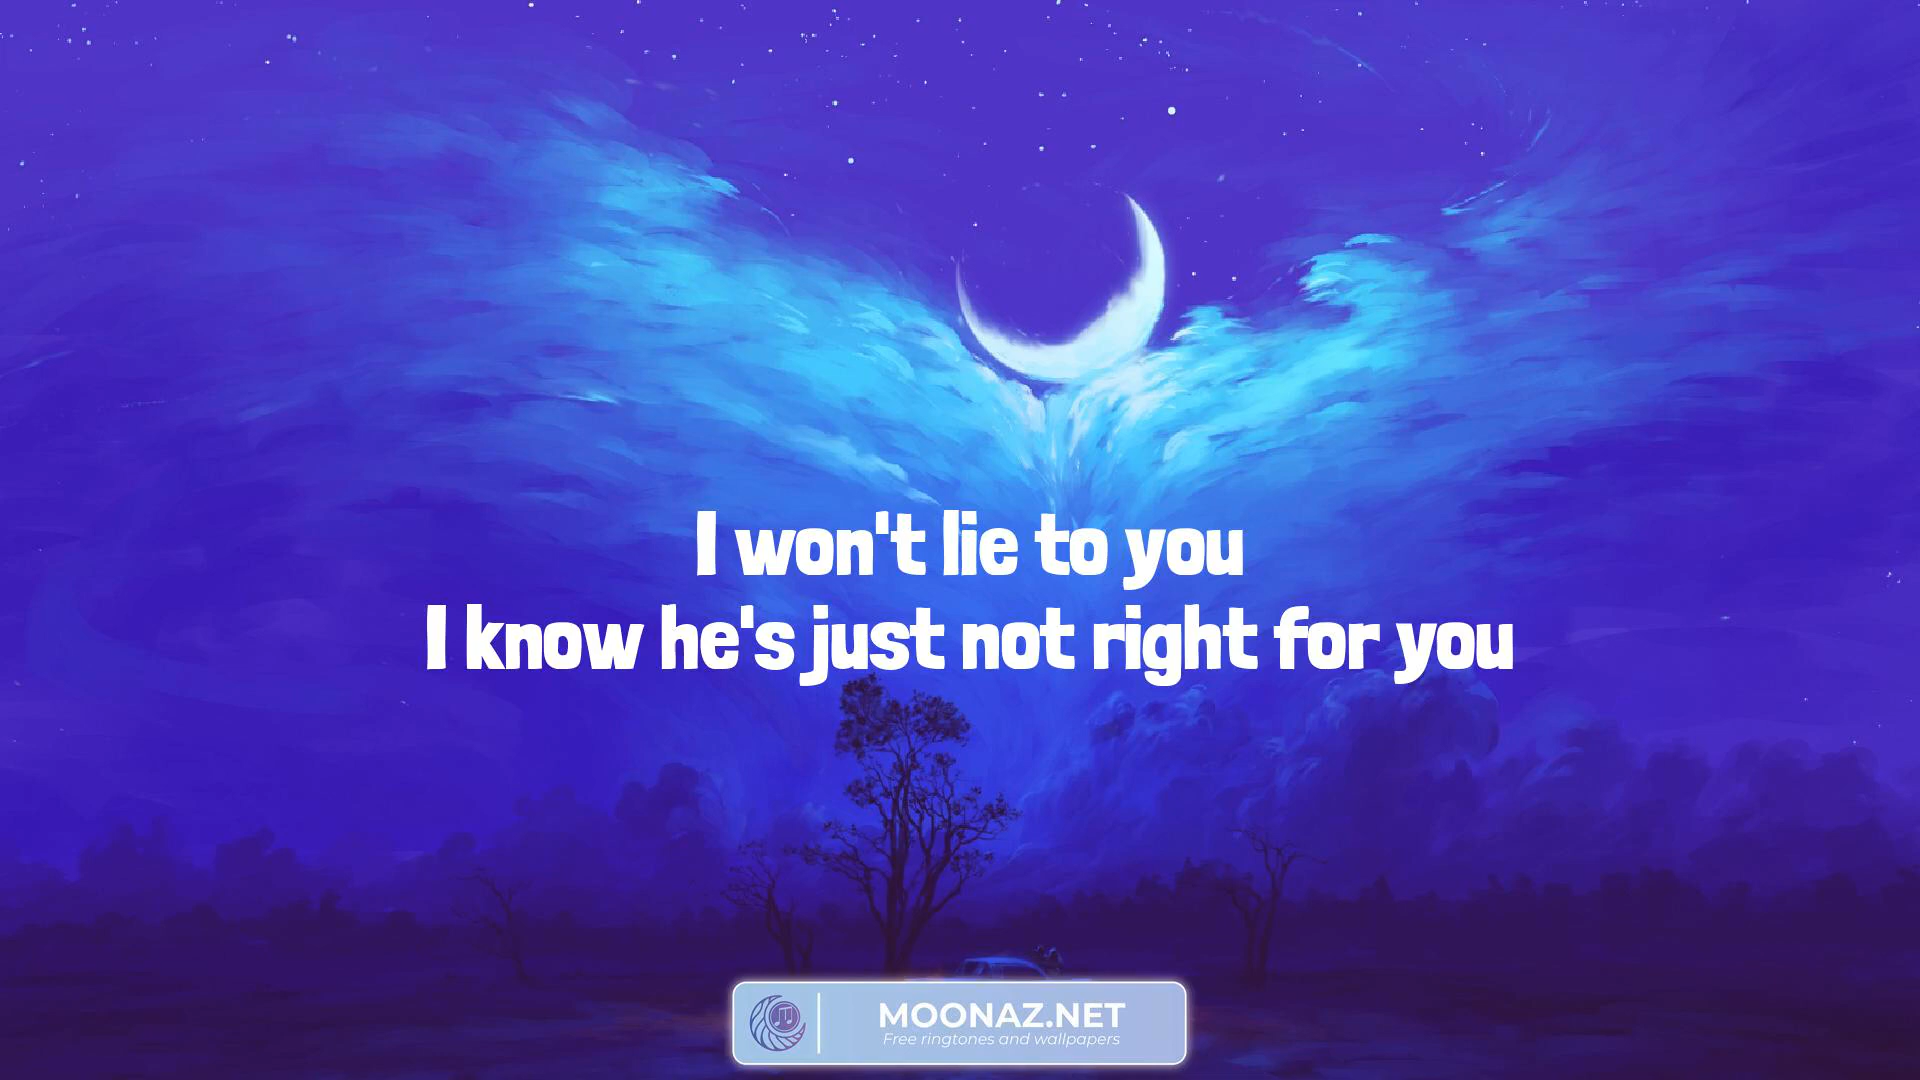 I won't lie to you
I know he's just not right for you
MOONAZ.NET
Free ringtones and wallpapers